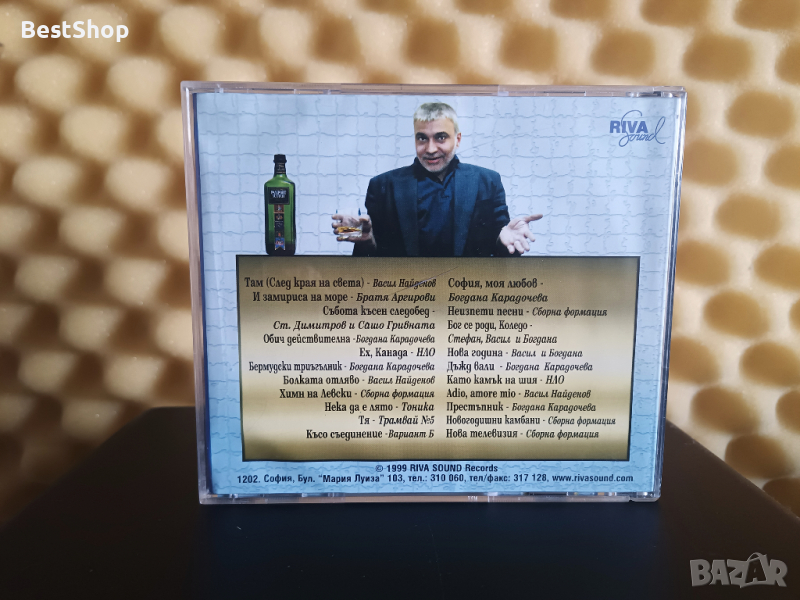 BestShop
RIVA
Sound
Там (След края на света) - Васил Найденов
И замириса на море - Братя Аргирови
Събота късен следобед -
Ст. Димитров и Сашо Гривната
Обич действителна - Богдана Карадочева
Ех, Канада - НЛО
Бермудски триъгълник - Богдана Карадочева
Болката отляво - Васил Найденов
Химн на Левски - Сборна формация
Нека да е лято - Тоника
Тя - Трамвай №5
Късо съединение - Вариант Б
София, моя любов -
Богдана Карадочева
Неизпети песни - Сборна формация
Бог се роди, Коледо -
Стефан, Васил и Богдана
Нова година - Васил и Богдана
Дъжд вали - Богдана Карадочева
Като камък на шия - НЛО
Adio, amore mio - Васил Найденов
Престъпник - Богдана Карадочева
Новогодишни камбани - Сборна формация
Нова телевизия - Сборна формация
© 1999 RIVA SOUND Records
1202. София, Бул. "Мария Луиза" 103, тел.: 310 060, тел/факс: 317 128, www.rivasound.com
BAZAR